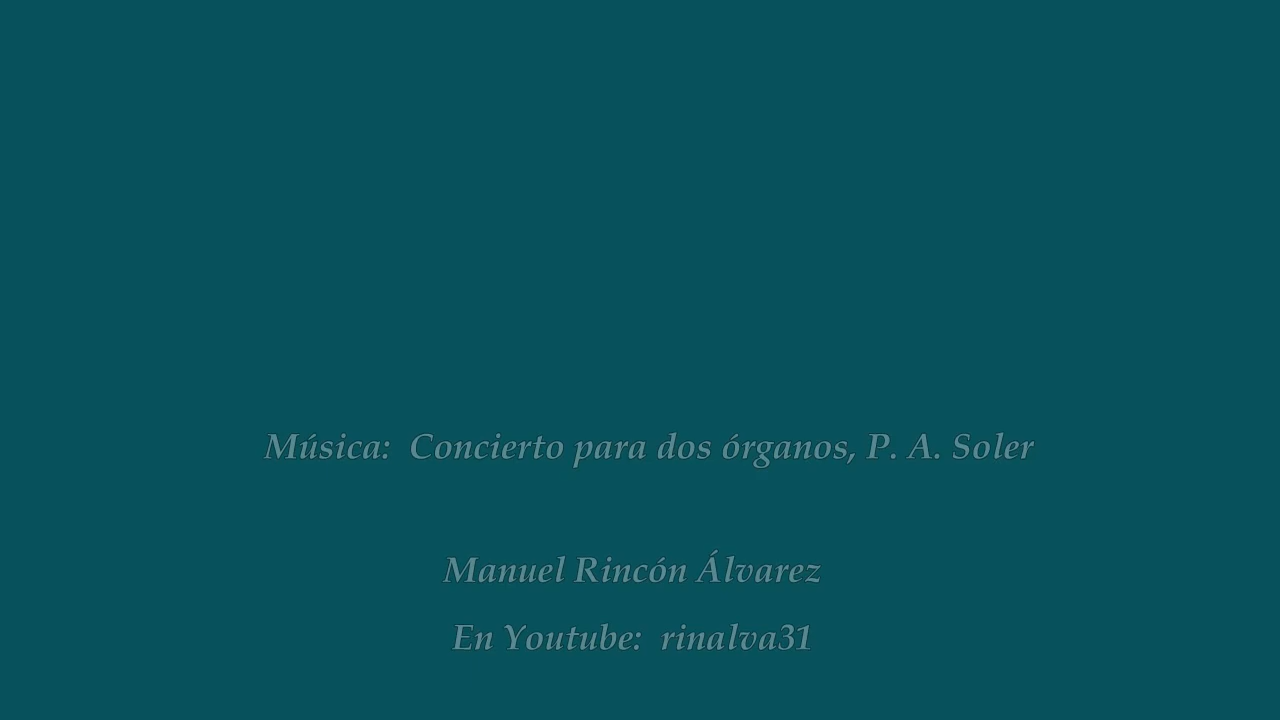 Música:  Concierto para dos órganos, P. A. Soler
Manuel Rincón Álvarez
En Youtube:  rinalva31